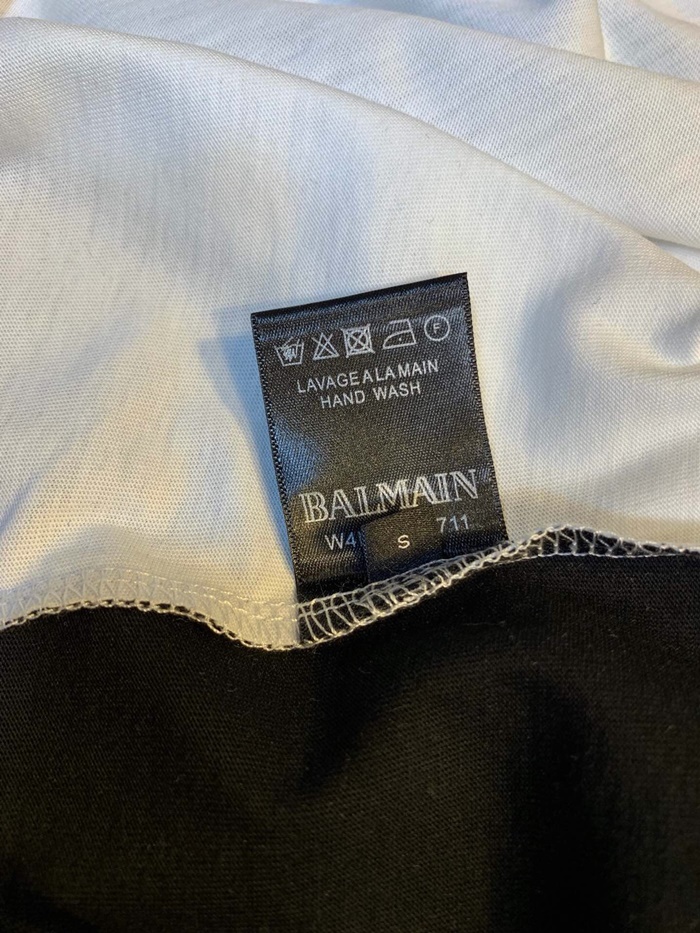 F
LAVAGE A LA MAIN
HAND WASH
BALMAIN
W4 711
S